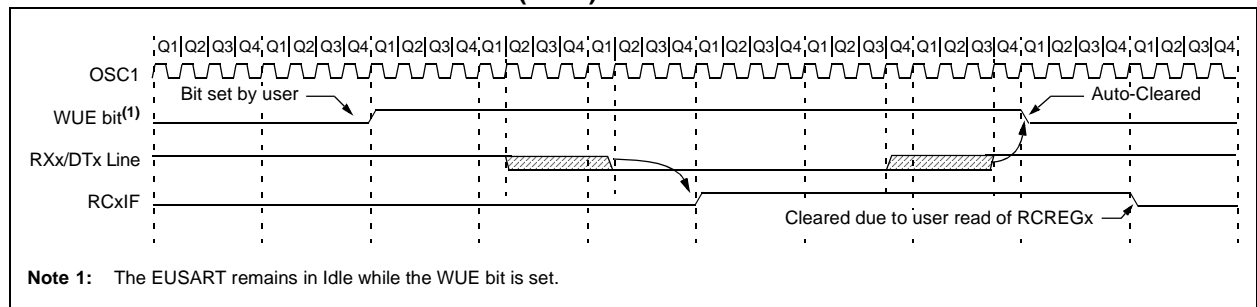 Q1 Q2 Q3 Q4 Q1 Q2 Q3 Q4 Q1 Q2 Q3 Q4 Q1 Q2 Q3 Q4 Q1 Q2 Q3 Q4 Q1 Q2 Q3 Q4 Q1 Q2 Q3 Q4 Q1 Q2 Q3 Q4 Q1 Q2 Q3 Q4 Q1 Q2 Q3 Q4
OSC1
Bit set by user
Auto-Cleared
WUE bit(1)
RXx/DTx Line
RCxIF
Cleared due to user read of RCREGx
Note 1: The EUSART remains in Idle while the WUE bit is set.